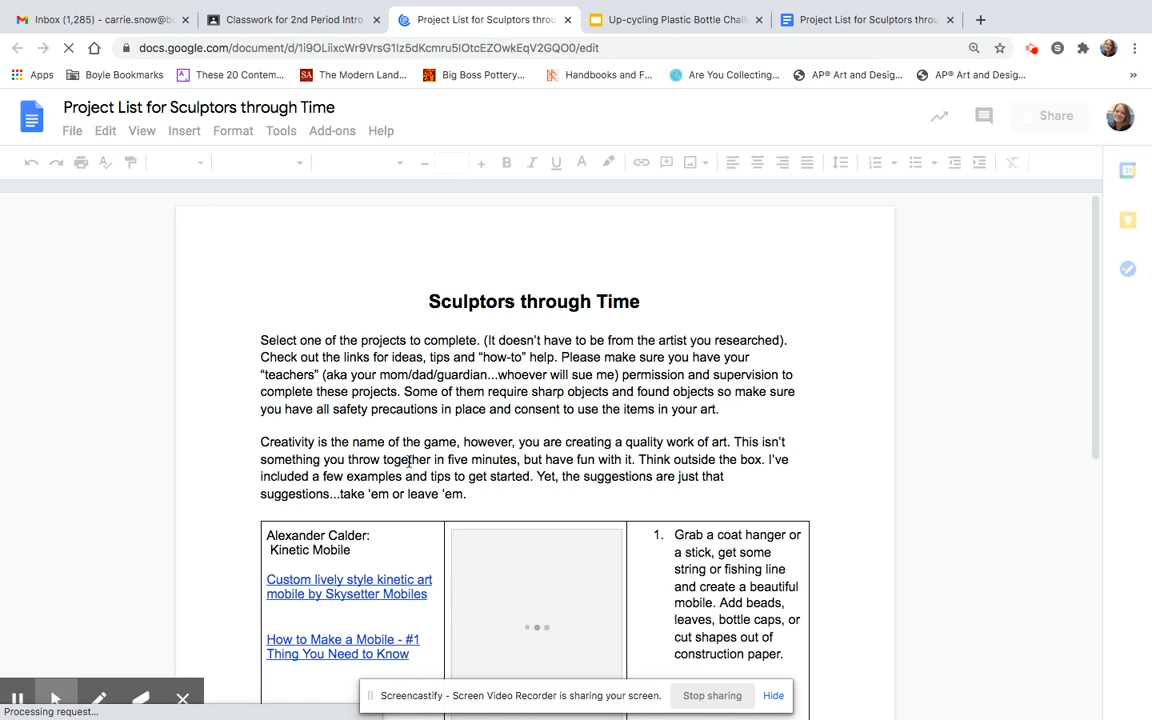 Inbox (1,285) - carrie.snow@b
Classwork for 2nd Period Intro
Project List for Sculptors throu
Up-cycling Plastic Bottle Chall
Project List for Sculptors throu
docs.google.com/document/d/1i9OLiixcWr9VrsG1Iz5dKcmru5IOtcEZOwkEqV2GQO0/edit
Apps
Boyle Bookmarks
These 20 Contem...
The Modern Land...
Big Boss Pottery...
Handbooks and F...
Are You Collecting...
AP® Art and Desig...
AP® Art and Desig...
»
Project List for Sculptors through Time
File Edit View Insert Format Tools Add-ons Help
Share
Sculptors through Time
Select one of the projects to complete. (It doesn't have to be from the artist you researched).
Check out the links for ideas, tips and "how-to" help. Please make sure you have your
"teachers" (aka your mom/dad/guardian...whoever will sue me) permission and supervision to
complete these projects. Some of them require sharp objects and found objects so make sure
you have all safety precautions in place and consent to use the items in your art.
Creativity is the name of the game, however, you are creating a quality work of art. This isn't
something you throw together in five minutes, but have fun with it. Think outside the box. I've
included a few examples and tips to get started. Yet, the suggestions are just that
suggestions...take 'em or leave 'em.
Alexander Calder:
Kinetic Mobile
Custom lively style kinetic art
mobile by Skysetter Mobiles
How to Make a Mobile - #1
Thing You Need to Know
1. Grab a coat hanger or
a stick, get some
string or fishing line
and create a beautiful
mobile. Add beads,
leaves, bottle caps, or
cut shapes out of
construction paper.
Screencastify - Screen Video Recorder is sharing your screen.
Stop sharing
Hide
Processing request...